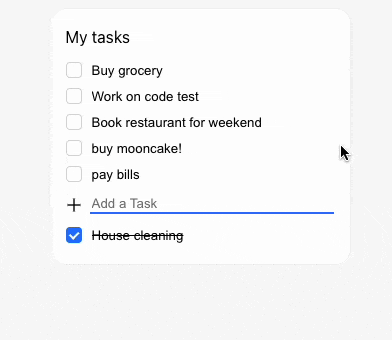 My tasks
Buy grocery
Work on code test
Book restaurant for weekend
buy mooncake!
pay bills
Add a Task
House cleaning